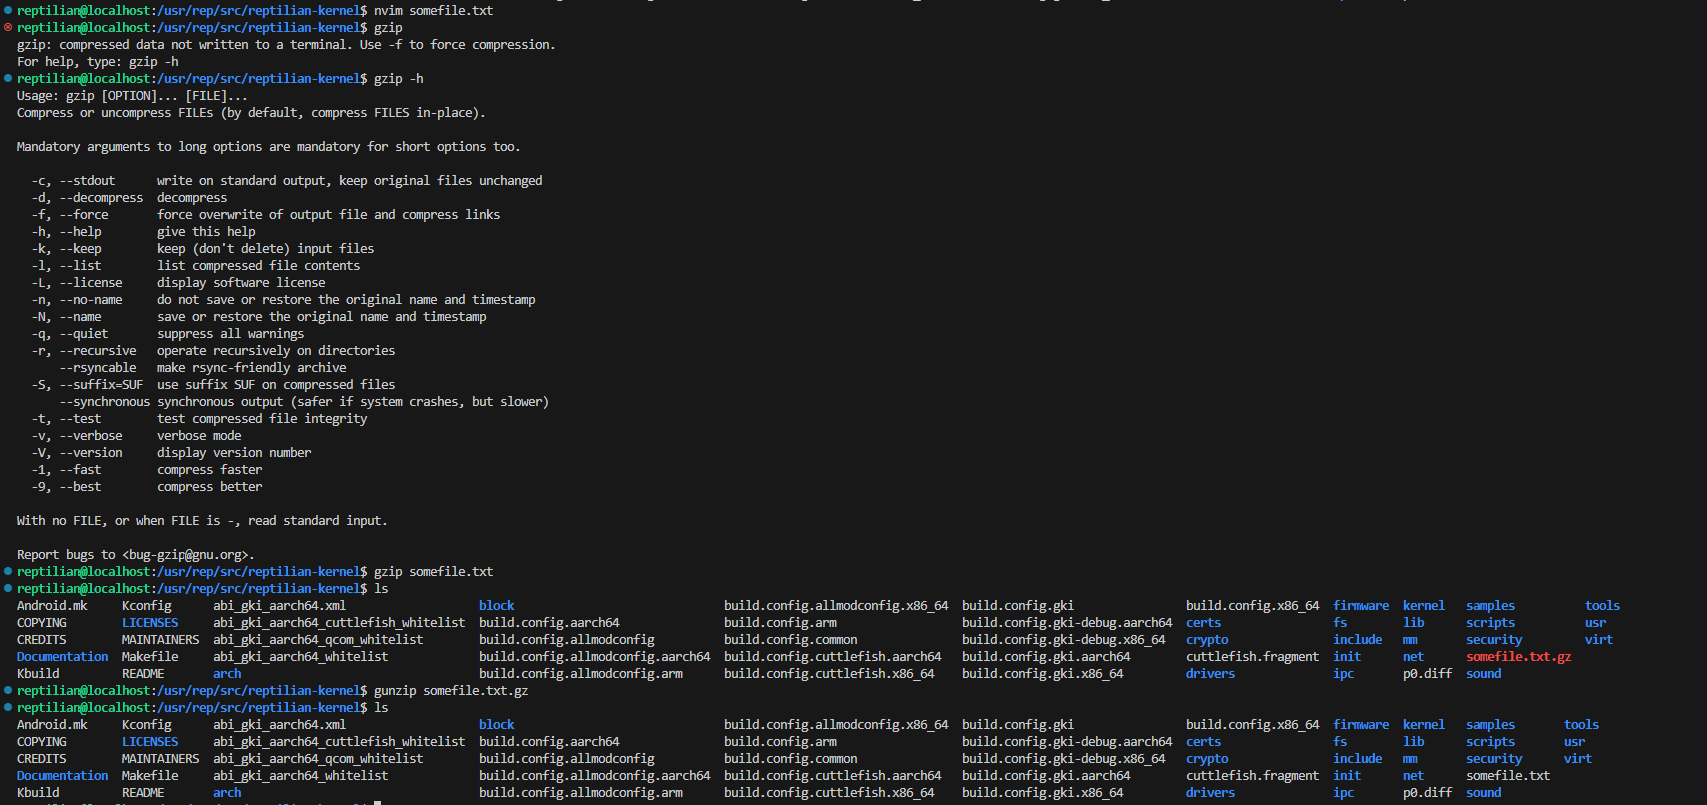 reptilian@localhost:/usr/rep/src/reptilian-kernel$ nvim somefile.txt
reptilian@localhost:/usr/rep/src/reptilian-kernel$ gzip
gzip: compressed data not written to a terminal. Use -f to force compression.
For help, type: gzip -h
reptilian@localhost:/usr/rep/src/reptilian-kernel$ gzip -h
Usage: gzip [OPTION]... [FILE]...
Compress or uncompress FILEs (by default, compress FILES in-place).
Mandatory arguments to long options are mandatory for short options too.
-c, --stdout      write on standard output, keep original files unchanged
-d, --decompress  decompress
-f, --force       force overwrite of output file and compress links
-h, --help        give this help
-k, --keep        keep (don't delete) input files
-l, --list        list compressed file contents
-L, --license     display software license
-n, --no-name     do not save or restore the original name and timestamp
-N, --name        save or restore the original name and timestamp
-q, --quiet       suppress all warnings
-r, --recursive   operate recursively on directories
--rsyncable   make rsync-friendly archive
-S, --suffix=SUF  use suffix SUF on compressed files
--synchronous synchronous output (safer if system crashes, but slower)
-t, --test        test compressed file integrity
-v, --verbose     verbose mode
-V, --version     display version number
-1, --fast        compress faster
-9, --best        compress better
With no FILE, or when FILE is -, read standard input.
Report bugs to <bug-gzip@gnu.org>.
reptilian@localhost:/usr/rep/src/reptilian-kernel$ gzip somefile.txt
reptilian@localhost:/usr/rep/src/reptilian-kernel$ ls
Android.mk     Kconfig      abi_gki_aarch64.xml                  block                             build.config.allmodconfig.x86_64  build.config.gki                build.config.x86_64  firmware  kernel  samples          tools
COPYING        LICENSES     abi_gki_aarch64_cuttlefish_whitelist  build.config.aarch64              build.config.arm                 build.config.gki-debug.aarch64  certs                fs        lib     scripts          usr
CREDITS        MAINTAINERS  abi_gki_aarch64_qcom_whitelist        build.config.allmodconfig         build.config.common              build.config.gki-debug.x86_64   crypto               include   mm      security         virt
Documentation  Makefile     abi_gki_aarch64_whitelist             build.config.allmodconfig.aarch64 build.config.cuttlefish.aarch64  build.config.gki.aarch64        cuttlefish.fragment  init      net     somefile.txt.gz
Kbuild         README       arch                                  build.config.allmodconfig.arm     build.config.cuttlefish.x86_64   build.config.gki.x86_64         drivers              ipc       p0.diff sound
reptilian@localhost:/usr/rep/src/reptilian-kernel$ gunzip somefile.txt.gz
reptilian@localhost:/usr/rep/src/reptilian-kernel$ ls
Android.mk     Kconfig      abi_gki_aarch64.xml                  block                             build.config.allmodconfig.x86_64  build.config.gki                build.config.x86_64  firmware  kernel  samples       tools
COPYING        LICENSES     abi_gki_aarch64_cuttlefish_whitelist  build.config.aarch64              build.config.arm                 build.config.gki-debug.aarch64  certs                fs        lib     scripts       usr
CREDITS        MAINTAINERS  abi_gki_aarch64_qcom_whitelist        build.config.allmodconfig         build.config.common              build.config.gki-debug.x86_64   crypto               include   mm      security      virt
Documentation  Makefile     abi_gki_aarch64_whitelist             build.config.allmodconfig.aarch64 build.config.cuttlefish.aarch64  build.config.gki.aarch64        cuttlefish.fragment  init      net     somefile.txt
Kbuild         README       arch                                  build.config.allmodconfig.arm     build.config.cuttlefish.x86_64   build.config.gki.x86_64         drivers              ipc       p0.diff sound